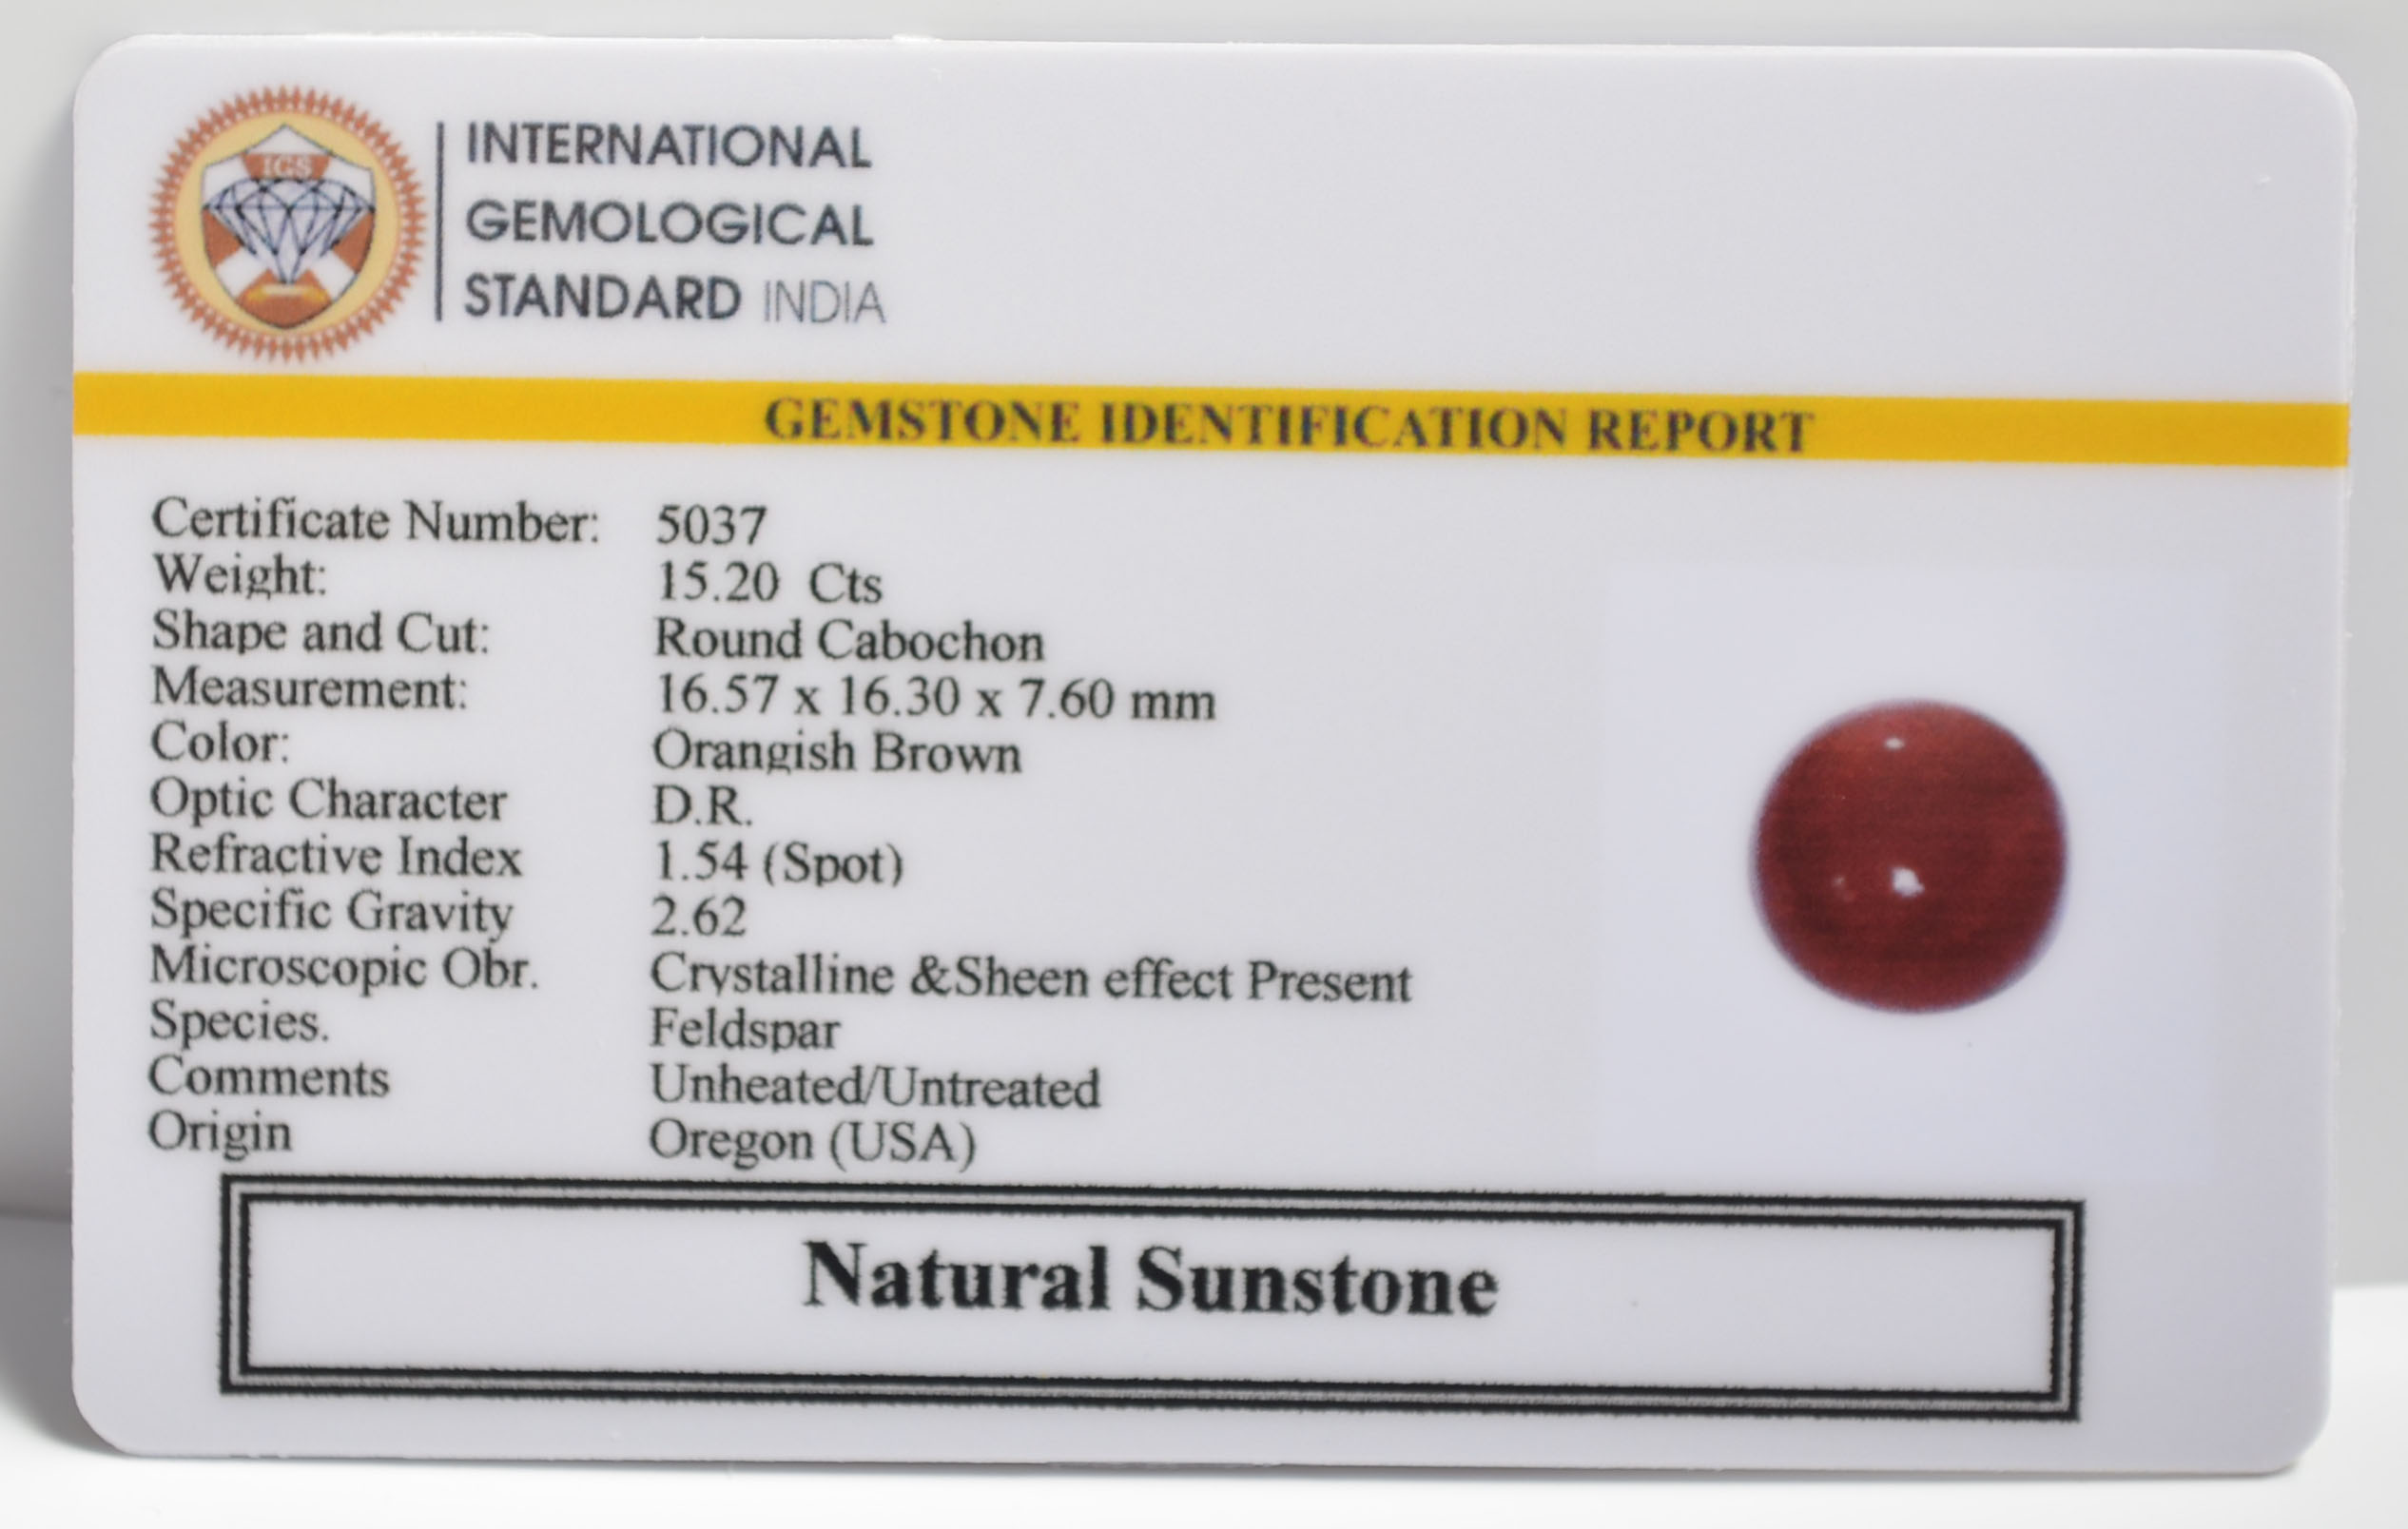 IGS
INTERNATIONAL
GEMOLOGICAL
STANDARD INDIA
GEMSTONE IDENTIFICATION REPORT
Certificate Number: 5037
Weight: 15.20 Cts
Shape and Cut: Round Cabochon
Measurement: 16.57 x 16.30 x 7.60 mm
Color: Orangish Brown
Optic Character D.R.
Refractive Index 1.54 (Spot)
Specific Gravity 2.62
Microscopic Obr. Crystalline &Sheen effect Present
Species. Feldspar
Comments Unheated/Untreated
Origin Oregon (USA)
Natural Sunstone